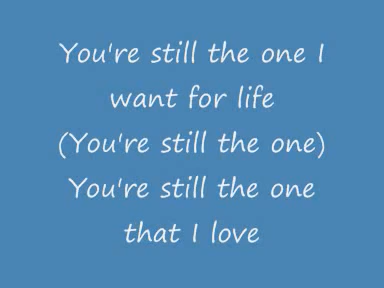 You're still the one I
want for life
(You're still the one)
You're still the one
that I love